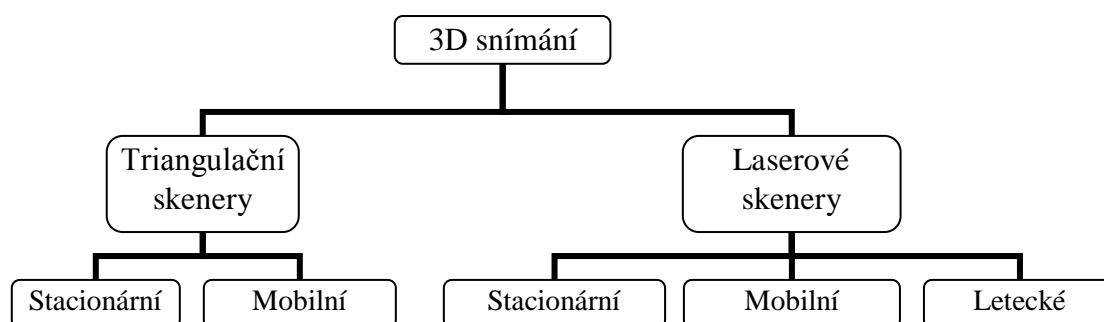 3D snímání
Triangulační
skenery
Laserové
skenery
Stacionární
Mobilní
Stacionární
Mobilní
Letecké